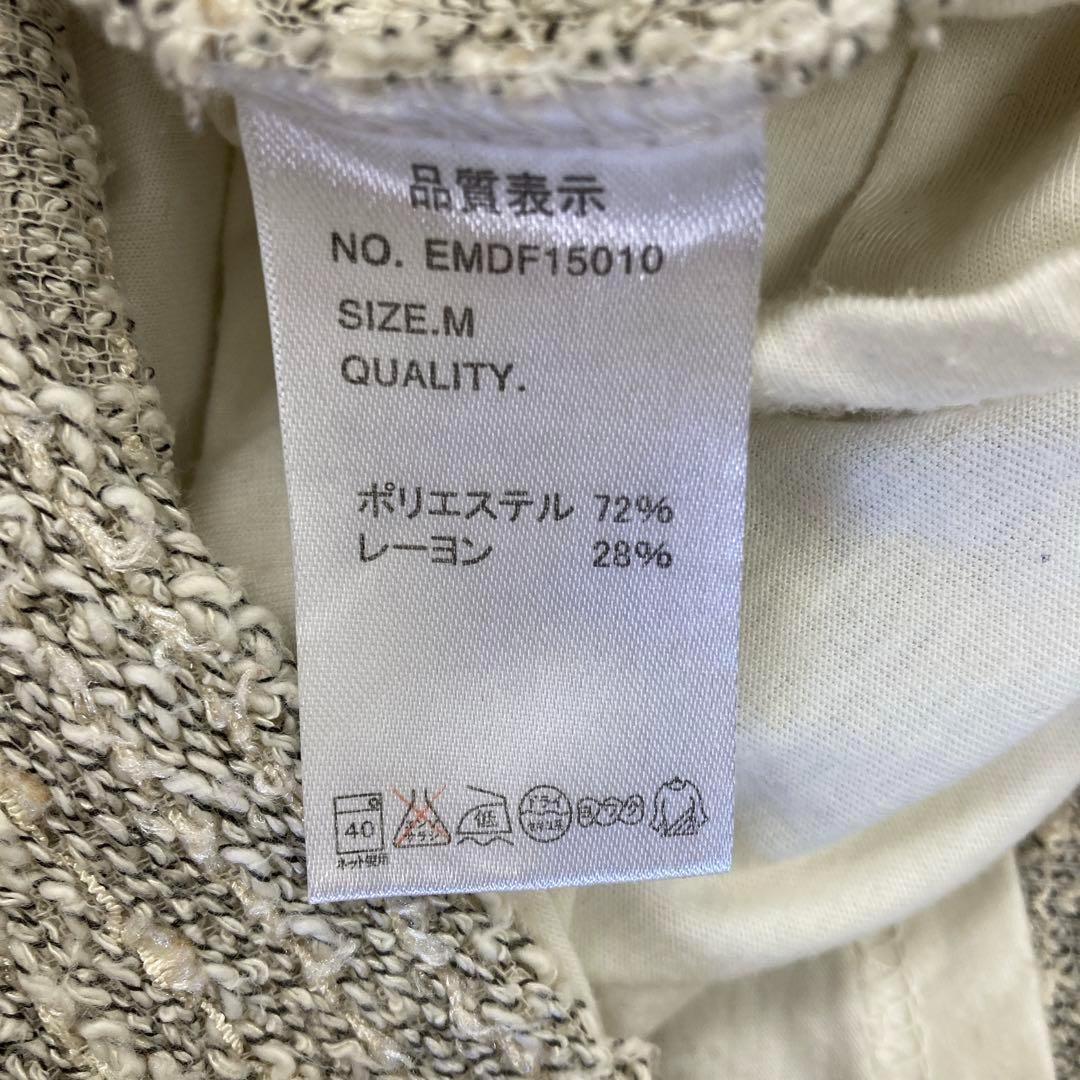 品質表示
NO. EMDF15010
SIZE.M
QUALITY.
ポリエステル 72%
レーヨン 28%
40 低
ネット使用